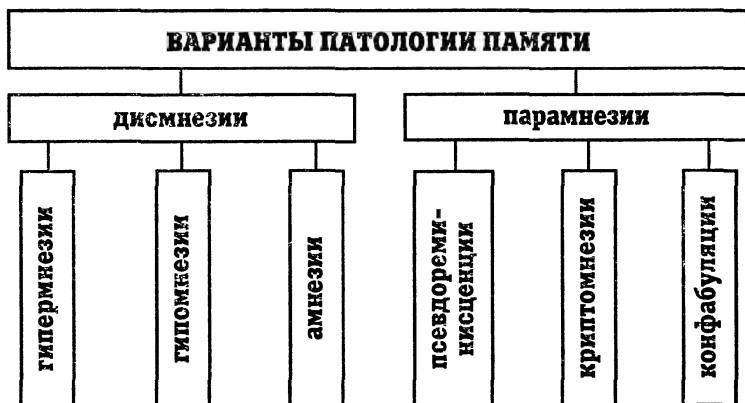 ВАРИАНТЫ ПАТОЛОГИИ ПАМЯТИ
дисмнезии
парамнезии
гипермнезии
гипомнезии
амнезии
псевдореми-
нисценции
криптомнезии
конфабуляции